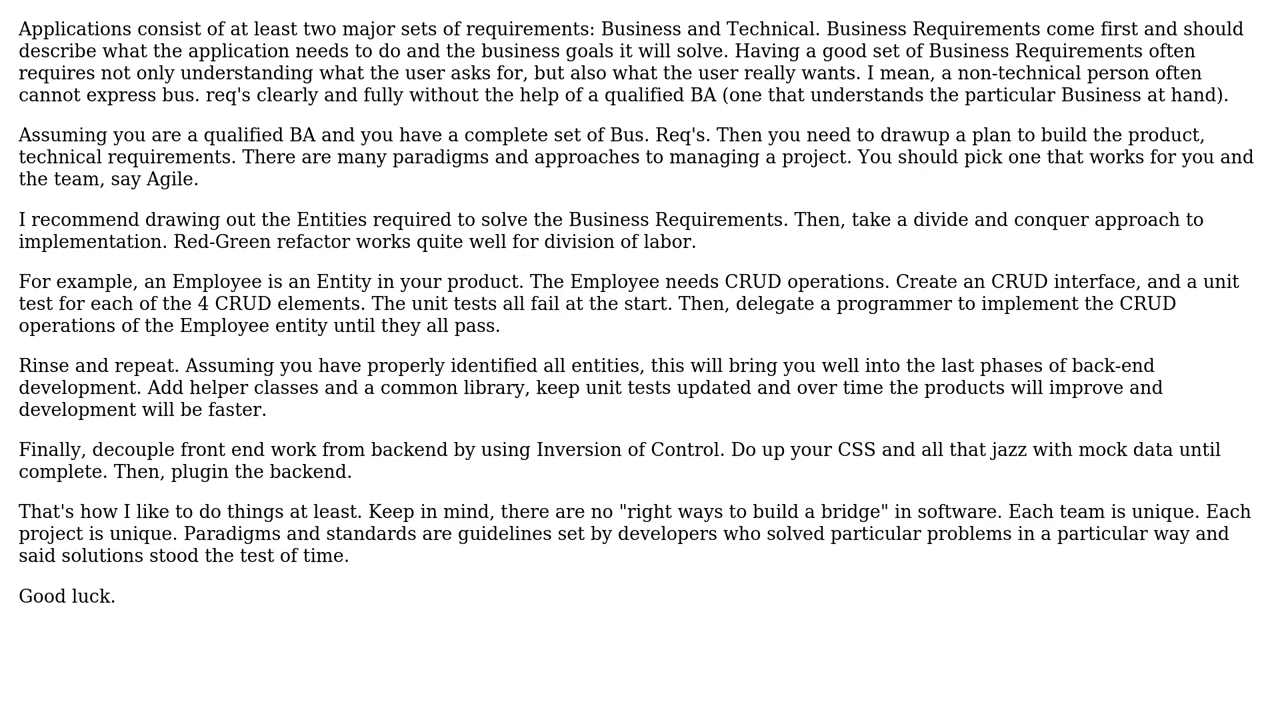 Applications consist of at least two major sets of requirements: Business and Technical. Business Requirements come first and should
describe what the application needs to do and the business goals it will solve. Having a good set of Business Requirements often
requires not only understanding what the user asks for, but also what the user really wants. I mean, a non-technical person often
cannot express bus. req's clearly and fully without the help of a qualified BA (one that understands the particular Business at hand).
Assuming you are a qualified BA and you have a complete set of Bus. Req's. Then you need to drawup a plan to build the product,
technical requirements. There are many paradigms and approaches to managing a project. You should pick one that works for you and
the team, say Agile.
I recommend drawing out the Entities required to solve the Business Requirements. Then, take a divide and conquer approach to
implementation. Red-Green refactor works quite well for division of labor.
For example, an Employee is an Entity in your product. The Employee needs CRUD operations. Create an CRUD interface, and a unit
test for each of the 4 CRUD elements. The unit tests all fail at the start. Then, delegate a programmer to implement the CRUD
operations of the Employee entity until they all pass.
Rinse and repeat. Assuming you have properly identified all entities, this will bring you well into the last phases of back-end
development. Add helper classes and a common library, keep unit tests updated and over time the products will improve and
development will be faster.
Finally, decouple front end work from backend by using Inversion of Control. Do up your CSS and all that jazz with mock data until
complete. Then, plugin the backend.
That's how I like to do things at least. Keep in mind, there are no "right ways to build a bridge" in software. Each team is unique. Each
project is unique. Paradigms and standards are guidelines set by developers who solved particular problems in a particular way and
said solutions stood the test of time.
Good luck.